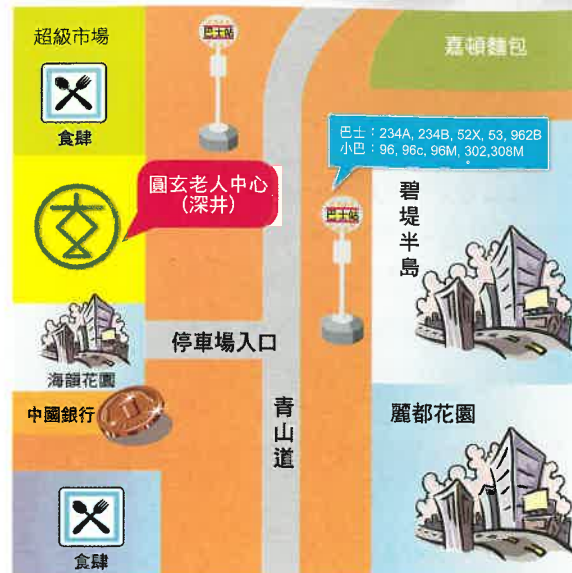 超級市場
食肆
巴士站
嘉頓麵包
巴士：234A, 234B, 52X, 53, 962B
小巴：96, 96c, 96M, 302,308M
圓玄老人中心
（深井）
玄
巴士站
碧堤半島
海韻花園
停車場入口
中國銀行
青山道
麗都花園
食肆